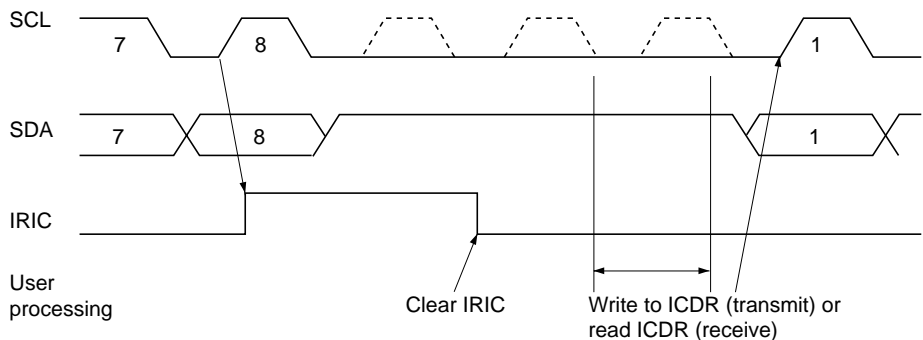 SCL
7
8
1
SDA
7
8
1
IRIC
User
processing
Clear IRIC
Write to ICDR (transmit) or
read ICDR (receive)